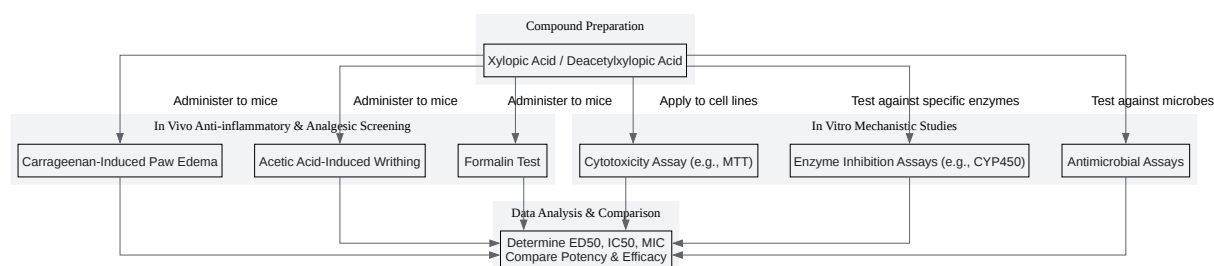 Compound Preparation
Xylopic Acid / Deacetylxylopic Acid
Administer to mice
Administer to mice
Administer to mice
Apply to cell lines
Test against specific enzymes
Test against microbes
In Vivo Anti-inflammatory & Analgesic Screening
In Vitro Mechanistic Studies
Carrageenan-Induced Paw Edema
Acetic Acid-Induced Writhing
Formalin Test
Cytotoxicity Assay (e.g., MTT)
Enzyme Inhibition Assays (e.g., CYP450)
Antimicrobial Assays
Data Analysis & Comparison
Determine ED50, IC50, MIC
Compare Potency & Efficacy